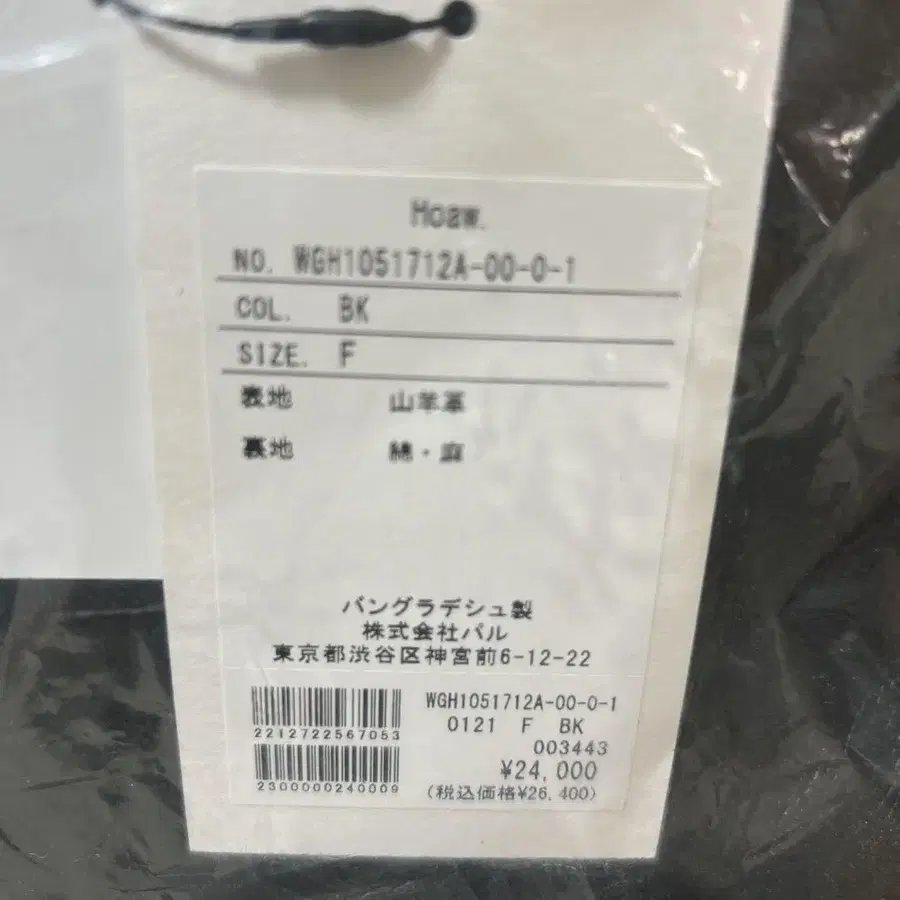 Hoaw.
NO. WGH1051712A-00-0-1
COL. BK
SIZE. F
表地 山羊革
裏地 綿・麻
バングラデシュ製
株式会社パル
東京都渋谷区神宮前6-12-22
WGH1051712A-00-0-1
2212722567053
0121 F BK
003443
¥24,000
2300000240009
(税込価格¥26,400)